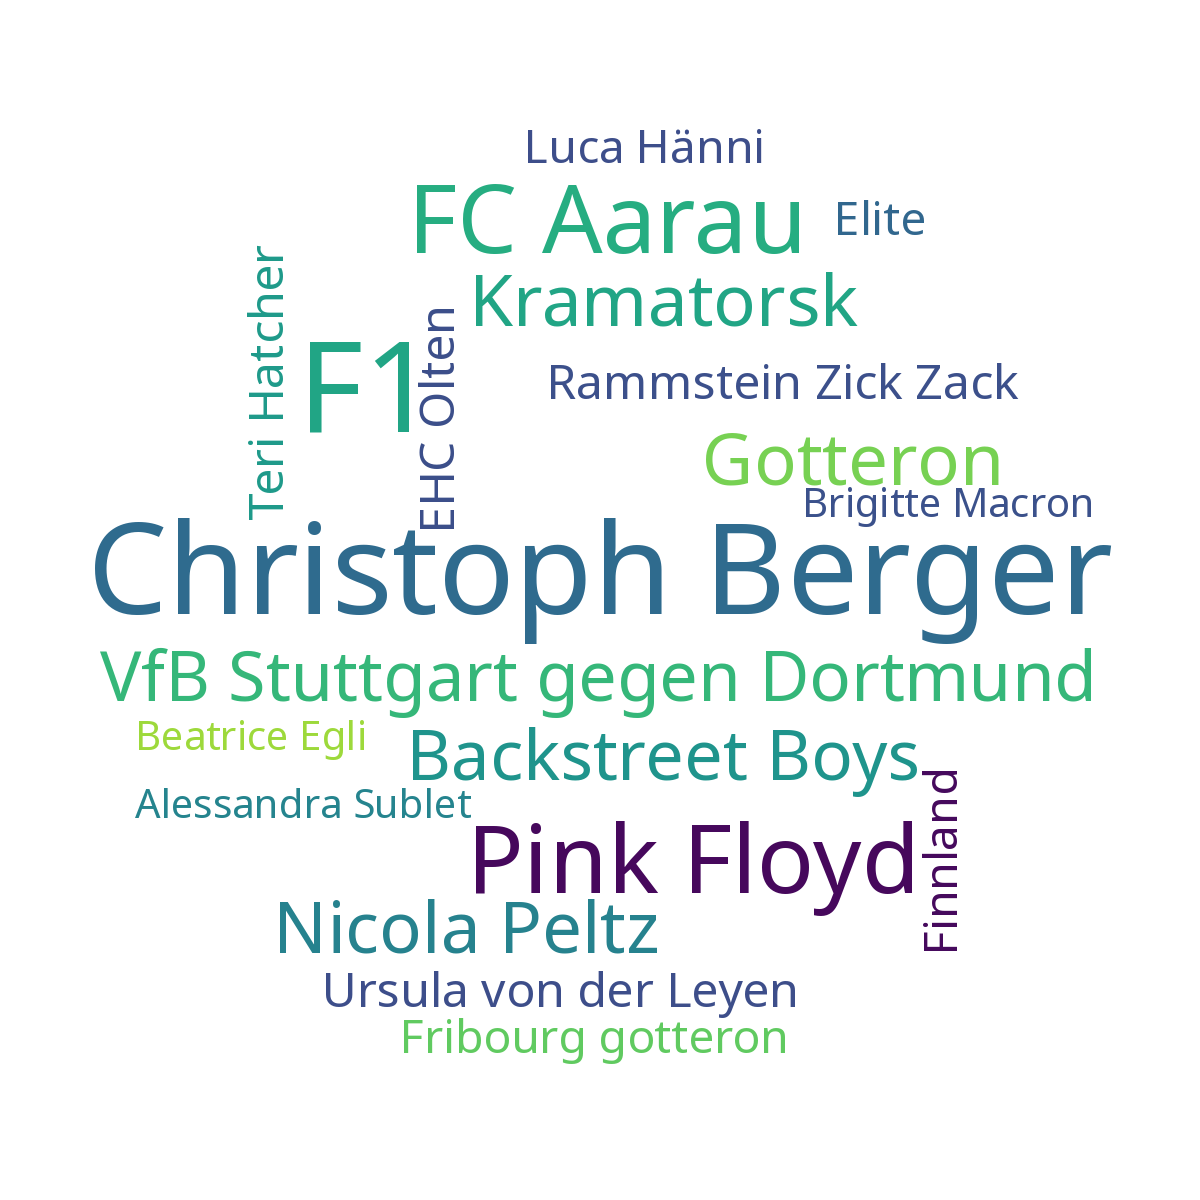 Luca Hänni
FC Aarau
Elite
Kramatorsk
Teri Hatcher
F1
EHC Olten
Rammstein Zick Zack
Gotteron
Brigitte Macron
Christoph Berger
VfB Stuttgart gegen Dortmund
Beatrice Egli
Backstreet Boys
Alessandra Sublet
Pink Floyd
Finnland
Nicola Peltz
Ursula von der Leyen
Fribourg gotteron